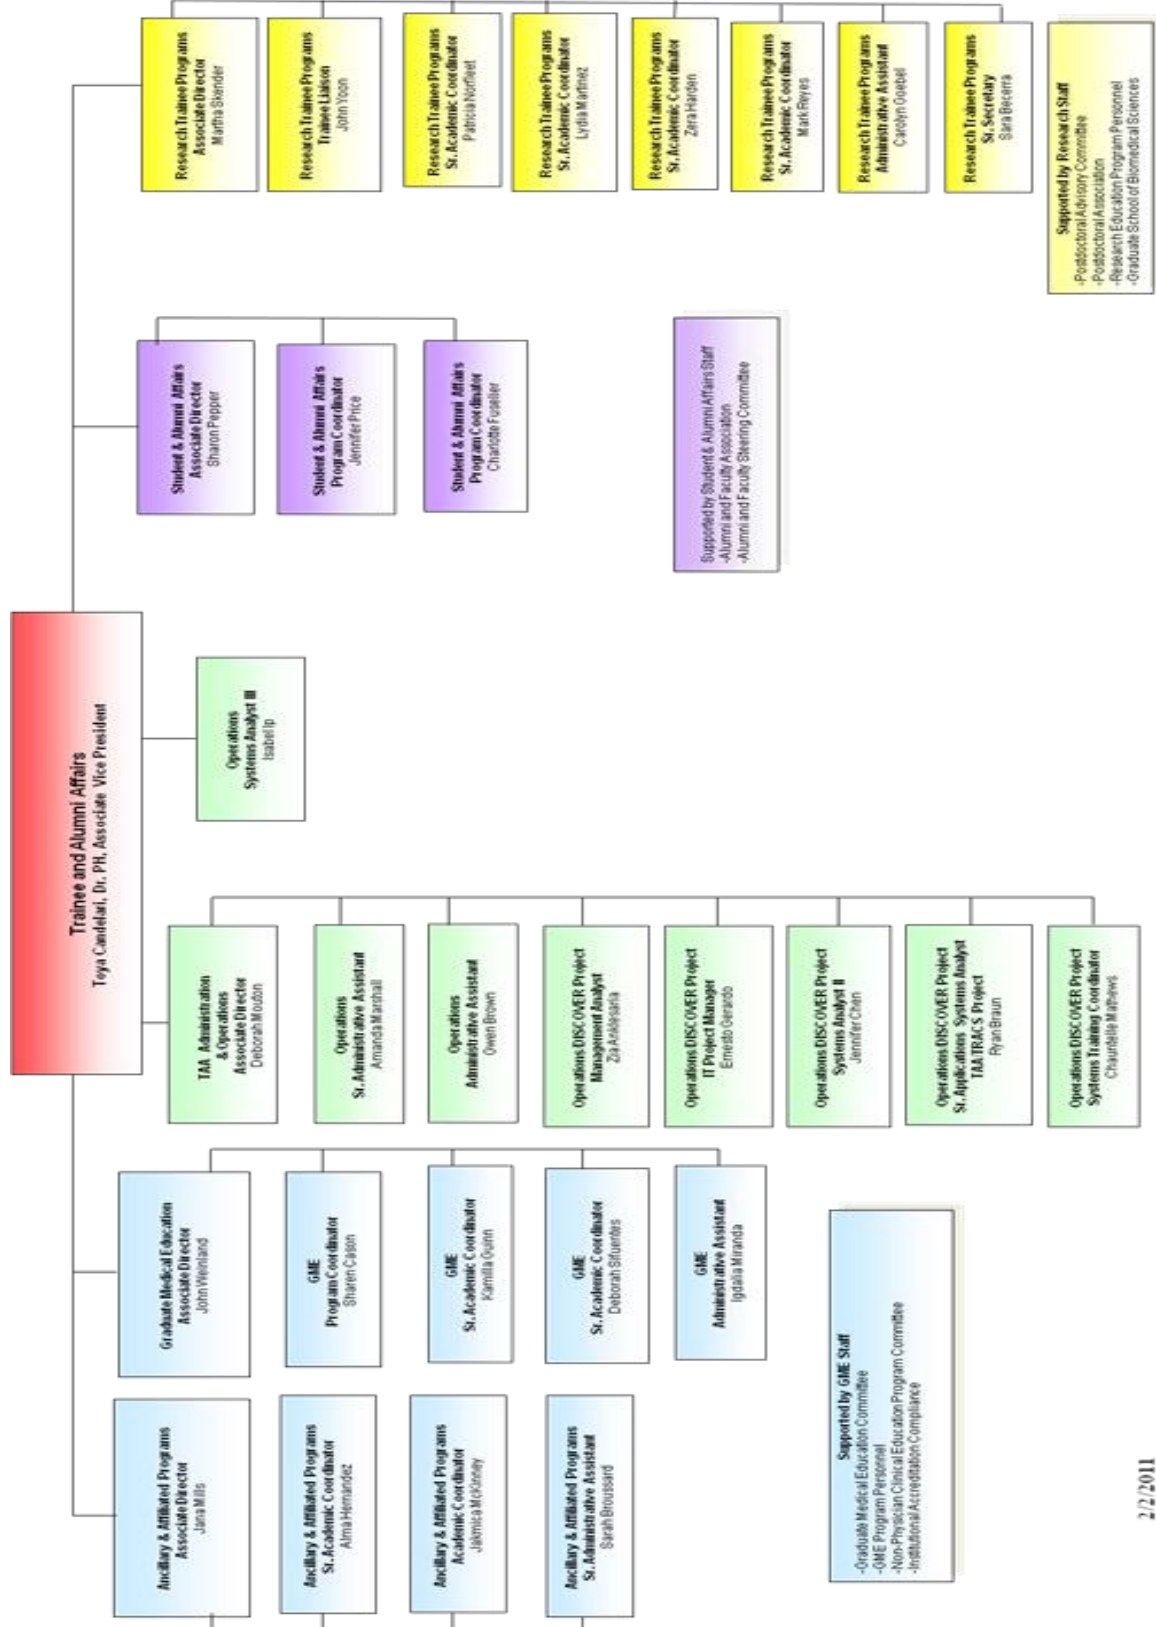 Trainee and Alumni Affairs
Toya Candelari, Dr. PH, Associate Vice President
Ancillary & Affiliated Programs
Associate Director
Jana Mills
Ancillary & Affiliated Programs
Sr. Academic Coordinator
Alma Hernandez
Ancillary & Affiliated Programs
Academic Coordinator
Jakmica McKinney
Ancillary & Affiliated Programs
Sr. Administrative Assistant
Sarah Broussard
Graduate Medical Education
Associate Director
John Weinland
GME
Program Coordinator
Sharen Cason
GME
Sr. Academic Coordinator
Kamilla Guinn
GME
Sr. Academic Coordinator
Deborah Sifuentes
GME
Administrative Assistant
Igdalia Miranda
Supported by GME Staff
-Graduate Medical Education Committee
-GME Program Personnel
-Non-Physician Clinical Education Program Committee
-Institutional Accreditation Compliance
TAA Administration
& Operations
Associate Director
Deborah Mouton
Operations
Sr. Administrative Assistant
Amanda Marshall
Operations
Administrative Assistant
Owen Brown
Operations DISCOVER Project
Management Analyst
Zia Anklesaria
Operations DISCOVER Project
IT Project Manager
Ernesto Gerardo
Operations DISCOVER Project
Systems Analyst II
Jennifer Chen
Operations DISCOVER Project
Sr. Applications Systems Analyst
TAATRACS Project
Ryan Braun
Operations DISCOVER Project
Systems Training Coordinator
Chaurdelle Mathews
Operations
Systems Analyst III
Isabel Ip
Student & Alumni Affairs
Associate Director
Sharon Pepper
Student & Alumni Affairs
Program Coordinator
Jennifer Price
Student & Alumni Affairs
Program Coordinator
Charlotte Fuselier
Supported by Student & Alumni Affairs Staff
-Alumni and Faculty Association
-Alumni and Faculty Steering Committee
Research Trainee Programs
Associate Director
Martha Skender
Research Trainee Programs
Trainee Liaison
John Yoon
Research Trainee Programs
Sr. Academic Coordinator
Patricia Norfleet
Research Trainee Programs
Sr. Academic Coordinator
Lydia Martinez
Research Trainee Programs
Sr. Academic Coordinator
Zera Harden
Research Trainee Programs
Sr. Academic Coordinator
Mark Reyes
Research Trainee Programs
Administrative Assistant
Carolyn Goebel
Research Trainee Programs
Sr. Secretary
Sara Becerra
Supported by Research Staff
-Postdoctoral Advisory Committee
-Postdoctoral Association
-Research Education Program Personnel
-Graduate School of Biomedical Sciences
2/2/2011